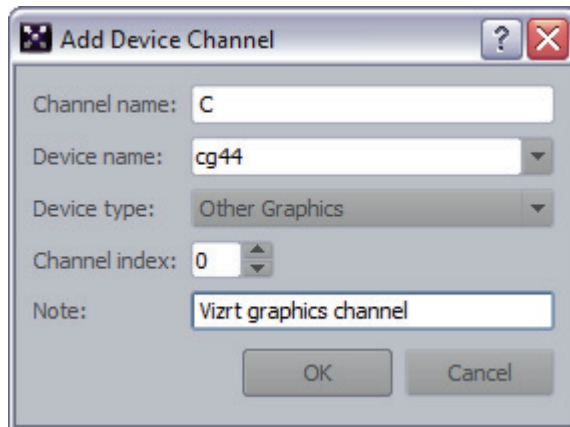 Add Device Channel ?
Channel name: C
Device name: cg44
Device type: Other Graphics
Channel index: 0
Note: Vizrt graphics channel
OK Cancel